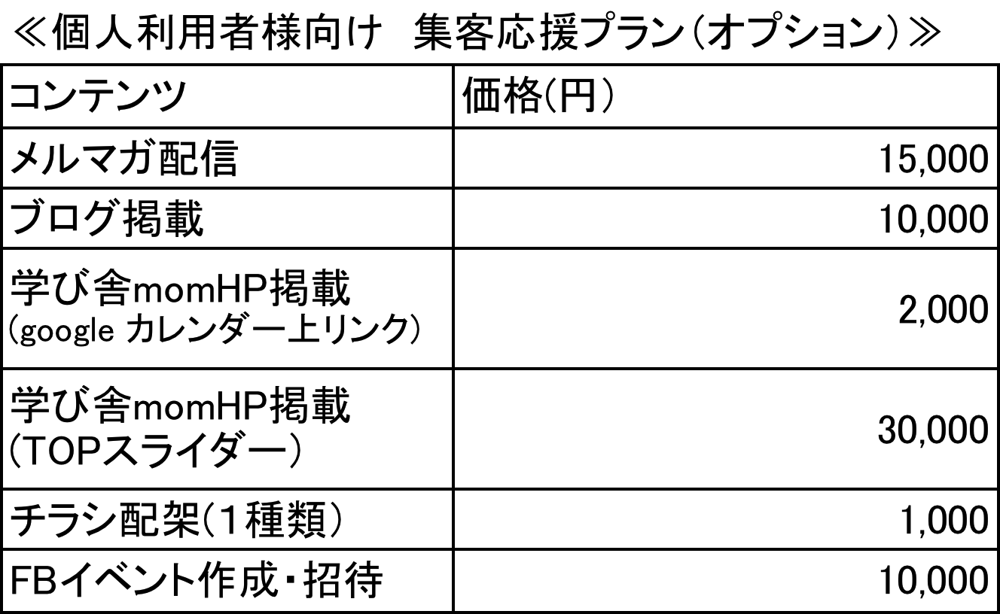 ≪個人利用者様向け　集客応援プラン（オプション）≫
コンテンツ 価格(円）
メルマガ配信 15,000
ブログ掲載 10,000
学び舎momHP掲載
(google カレンダー上リンク） 2,000
学び舎momHP掲載
(TOPスライダー） 30,000
チラシ配架(１種類） 1,000
FBイベント作成・招待 10,000